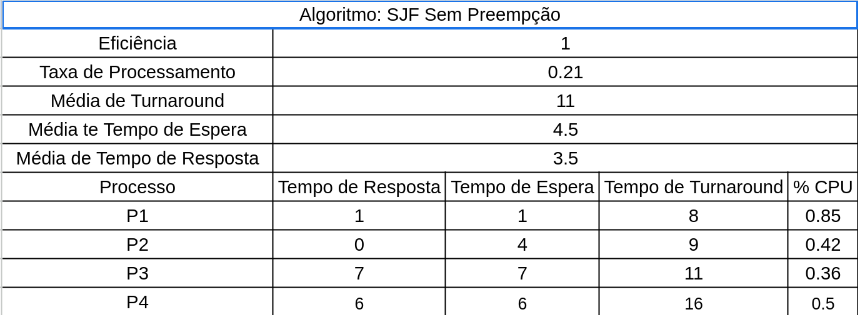 Algoritmo: SJF Sem Preempção
Eficiência 1
Taxa de Processamento 0.21
Média de Turnaround 11
Média te Tempo de Espera 4.5
Média de Tempo de Resposta 3.5
Processo Tempo de Resposta Tempo de Espera Tempo de Turnaround % CPU
P1 1 1 8 0.85
P2 0 4 9 0.42
P3 7 7 11 0.36
P4 6 6 16 0.5